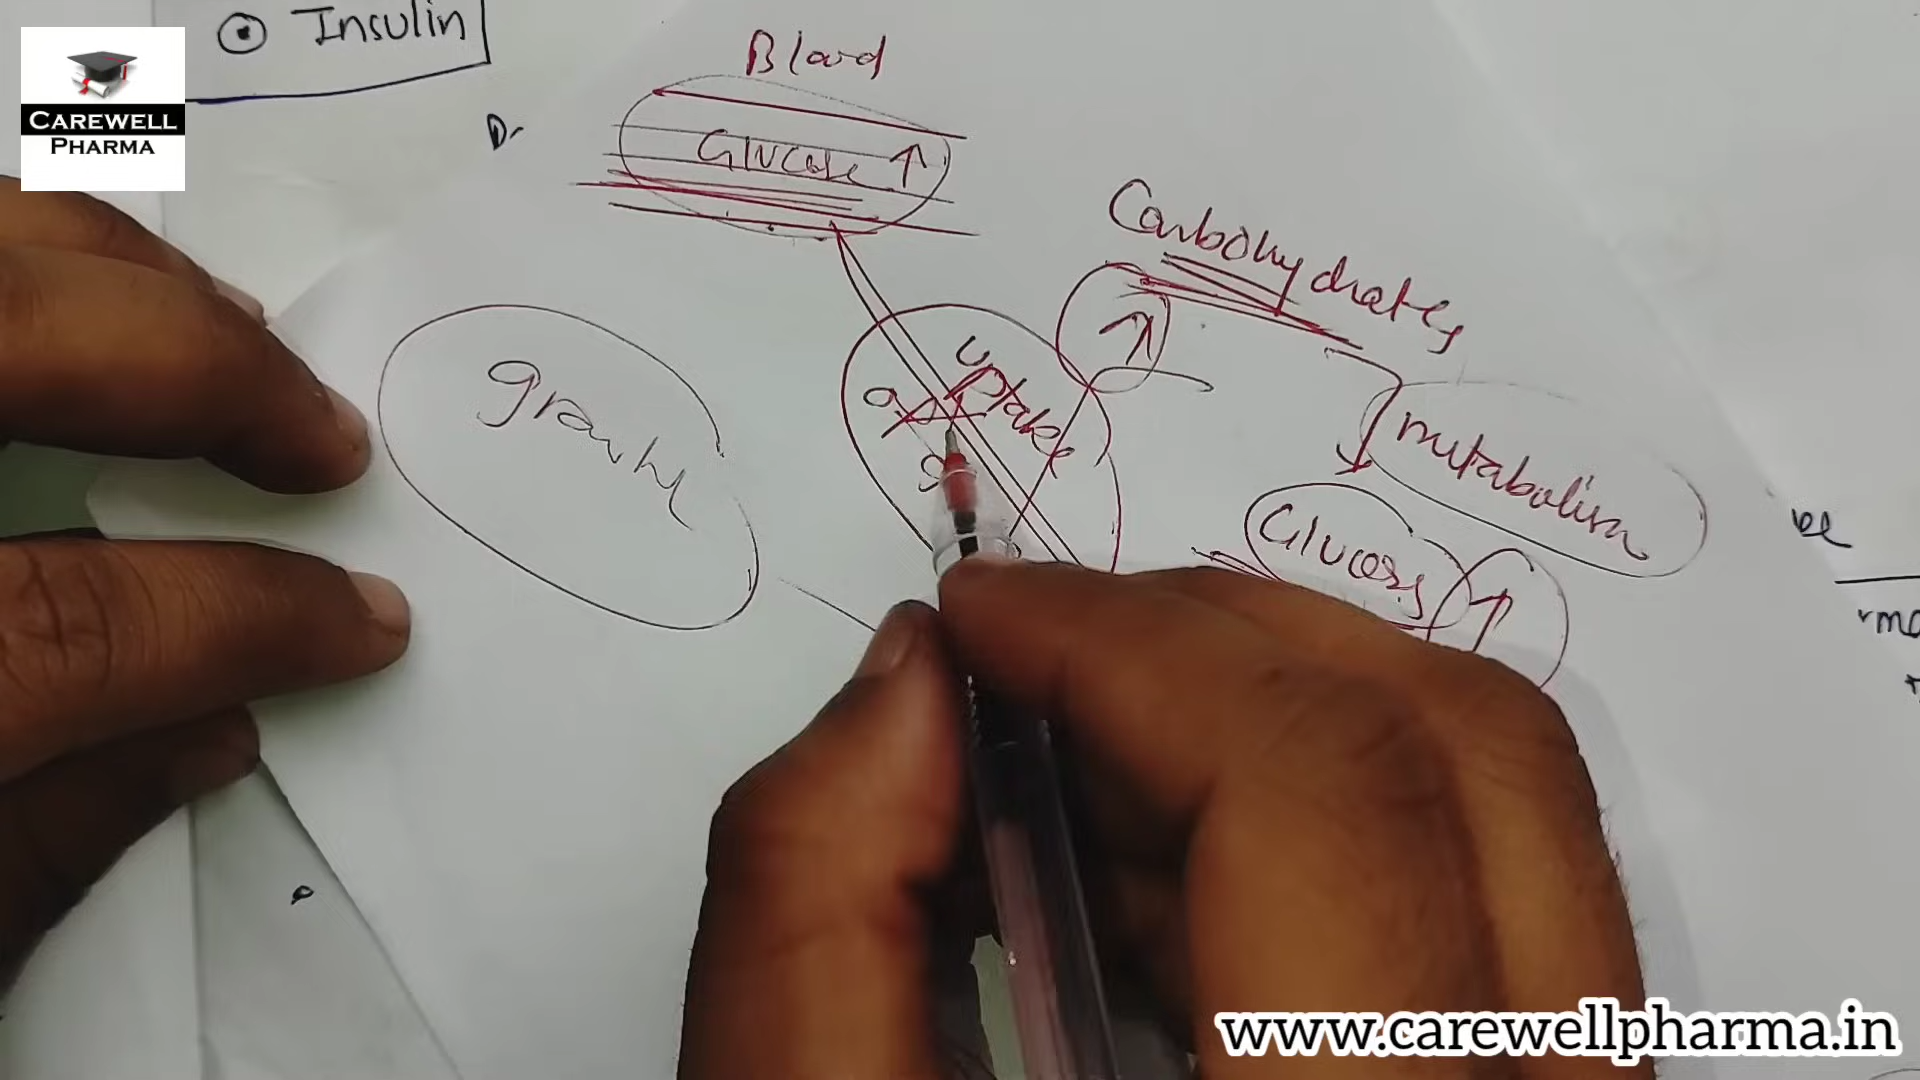 Insulin
CAREWELL
PHARMA
Blood
Glucose ↑
Carbohydrates
↑
uptake
growth
metabolism
Glucose ↑
www.carewellpharma.in